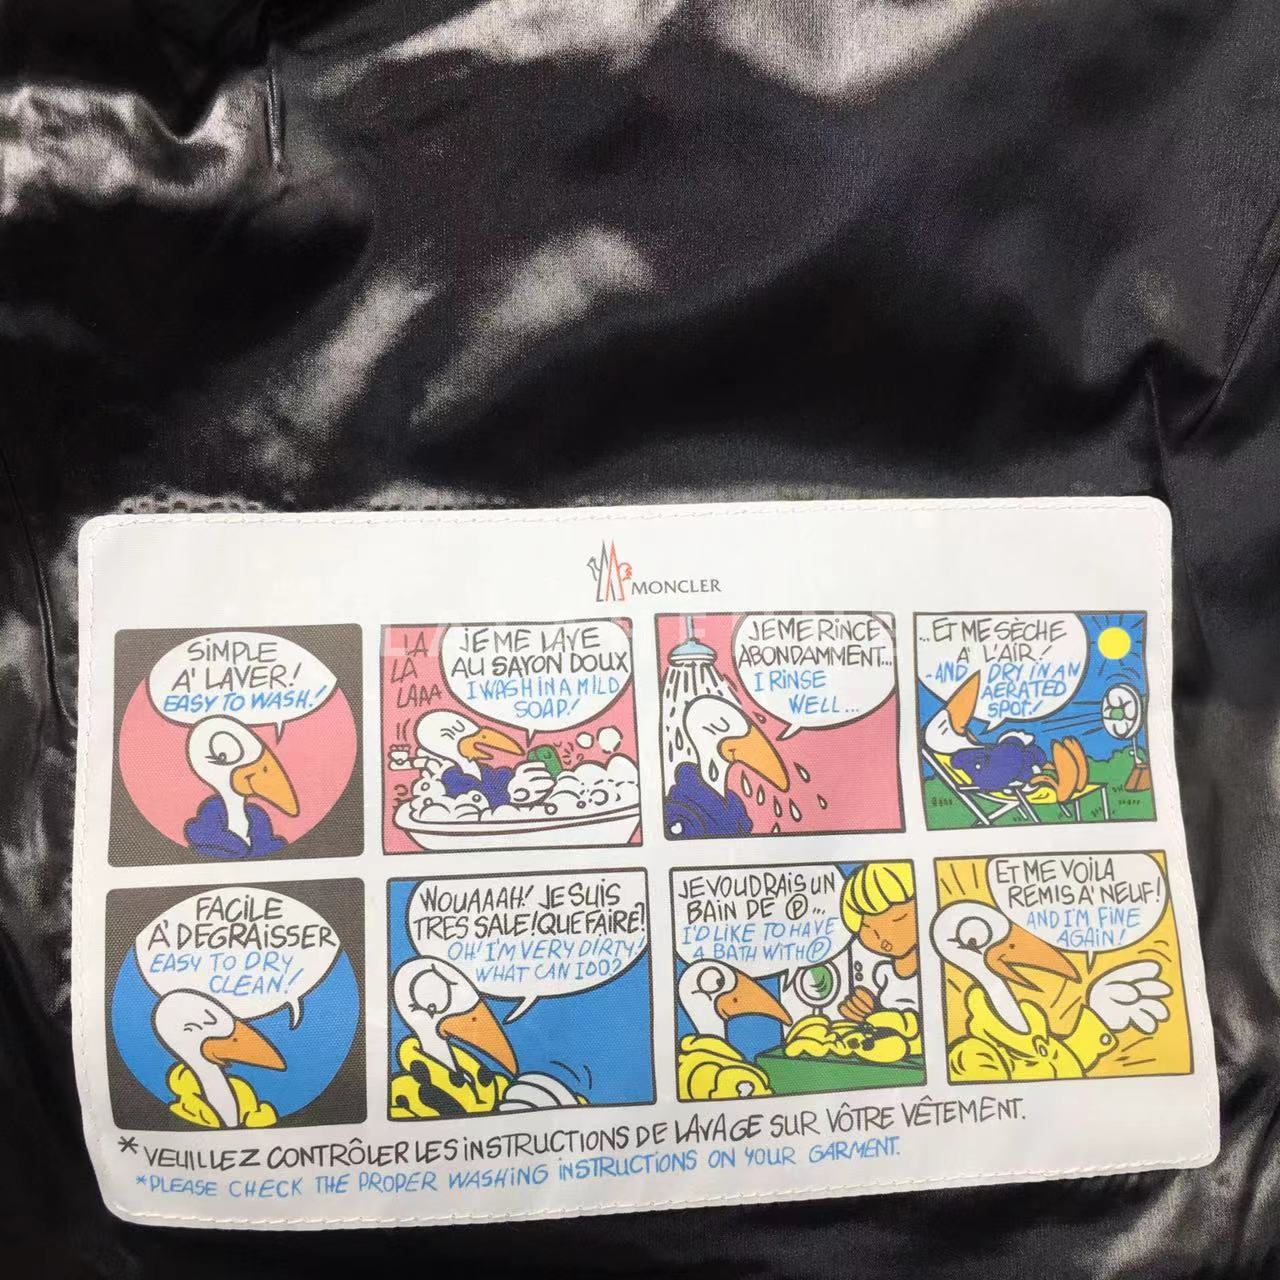 MONCLER
SIMPLE
A' LAVER!
EASY TO WASH!
LA
LA
LAAA
JE ME LAVE
AU SAVON DOUX
I WASH IN A MILD
SOAP!
JE ME RINCE
ABONDAMMENT...
I RINSE
WELL...
...ET ME SÈCHE
A' L'AIR!
-AND DRY IN AN
AERATED
SPOT!
FACILE
A' DEGRAISSER
EASY TO DRY
CLEAN!
WOUAAAH! JE SUIS
TRES SALE! QUE FAIRE?
OH! I'M VERY DIRTY!
WHAT CAN I DO?
JE VOUDRAIS UN
BAIN DE Ⓟ...
I'D LIKE TO HAVE
A BATH WITH Ⓟ
ET ME VOILA
REMIS A' NEUF!
AND I'M FINE
AGAIN!
* VEUILLEZ CONTRÔLER LES INSTRUCTIONS DE LAVAGE SUR VÔTRE VÊTEMENT.
*PLEASE CHECK THE PROPER WASHING INSTRUCTIONS ON YOUR GARMENT.